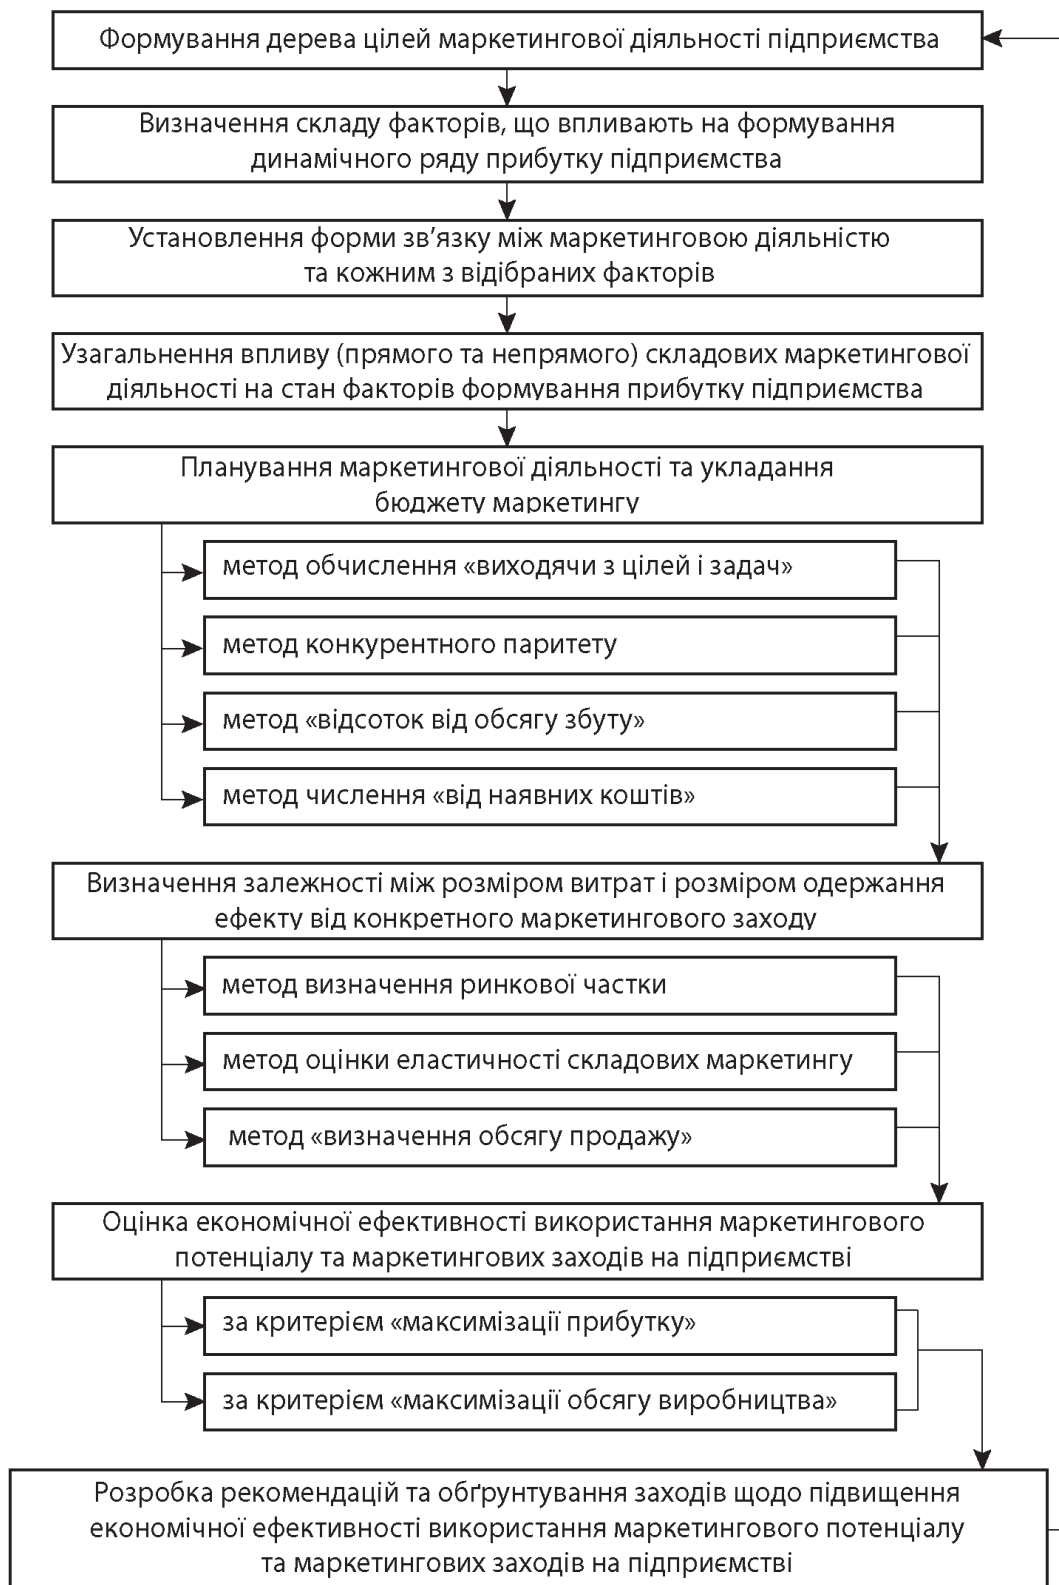 Формування дерева цілей маркетингової діяльності підприємства
Визначення складу факторів, що впливають на формування
динамічного ряду прибутку підприємства
Установлення форми зв’язку між маркетинговою діяльністю
та кожним з відібраних факторів
Узагальнення впливу (прямого та непрямого) складових маркетингової
діяльності на стан факторів формування прибутку підприємства
Планування маркетингової діяльності та укладання
бюджету маркетингу
метод обчислення «виходячи з цілей і задач»
метод конкурентного паритету
метод «відсоток від обсягу збуту»
метод числення «від наявних коштів»
Визначення залежності між розміром витрат і розміром одержання
ефекту від конкретного маркетингового заходу
метод визначення ринкової частки
метод оцінки еластичності складових маркетингу
метод «визначення обсягу продажу»
Оцінка економічної ефективності використання маркетингового
потенціалу та маркетингових заходів на підприємстві
за критерієм «максимізації прибутку»
за критерієм «максимізації обсягу виробництва»
Розробка рекомендацій та обґрунтування заходів щодо підвищення
економічної ефективності використання маркетингового потенціалу
та маркетингових заходів на підприємстві